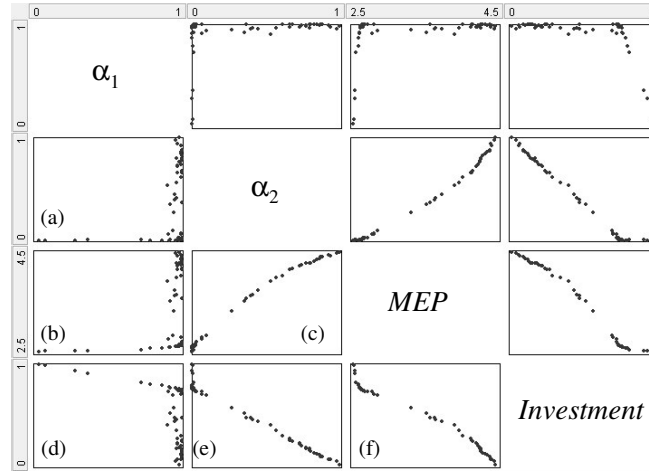 0 1 0 1 2.5 4.5 0
0 1
α₁
0 1
α₂
(a)
2.5 4.5
MEP
(b) (c)
0 1
Investment
(d) (e) (f)